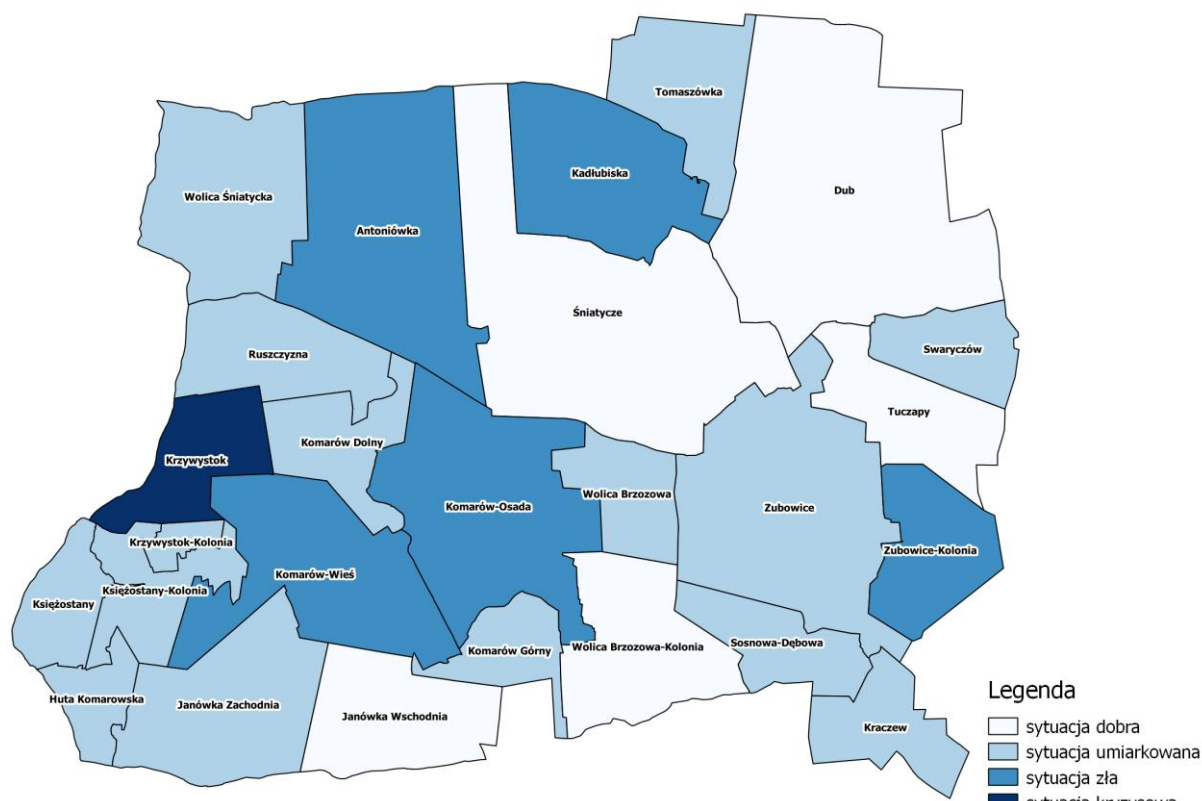 Tomaszówka
Kadłubiska
Dub
Wolica Śniatycka
Antoniówka
Śniatycze
Swaryczów
Ruszczyzna
Tuczapy
Komarów Dolny
Krzywystok
Wolica Brzozowa
Komarów-Osada
Zubowice
Krzywystok-Kolonia
Zubowice-Kolonia
Komarów-Wieś
Księżostany-Kolonia
Księżostany
Sosnowa-Dębowa
Wolica Brzozowa-Kolonia
Komarów Górny
Huta Komarowska
Janówka Zachodnia
Janówka Wschodnia
Kraczew
Legenda
sytuacja dobra
sytuacja umiarkowana
sytuacja zła
sytuacja kryzysowa